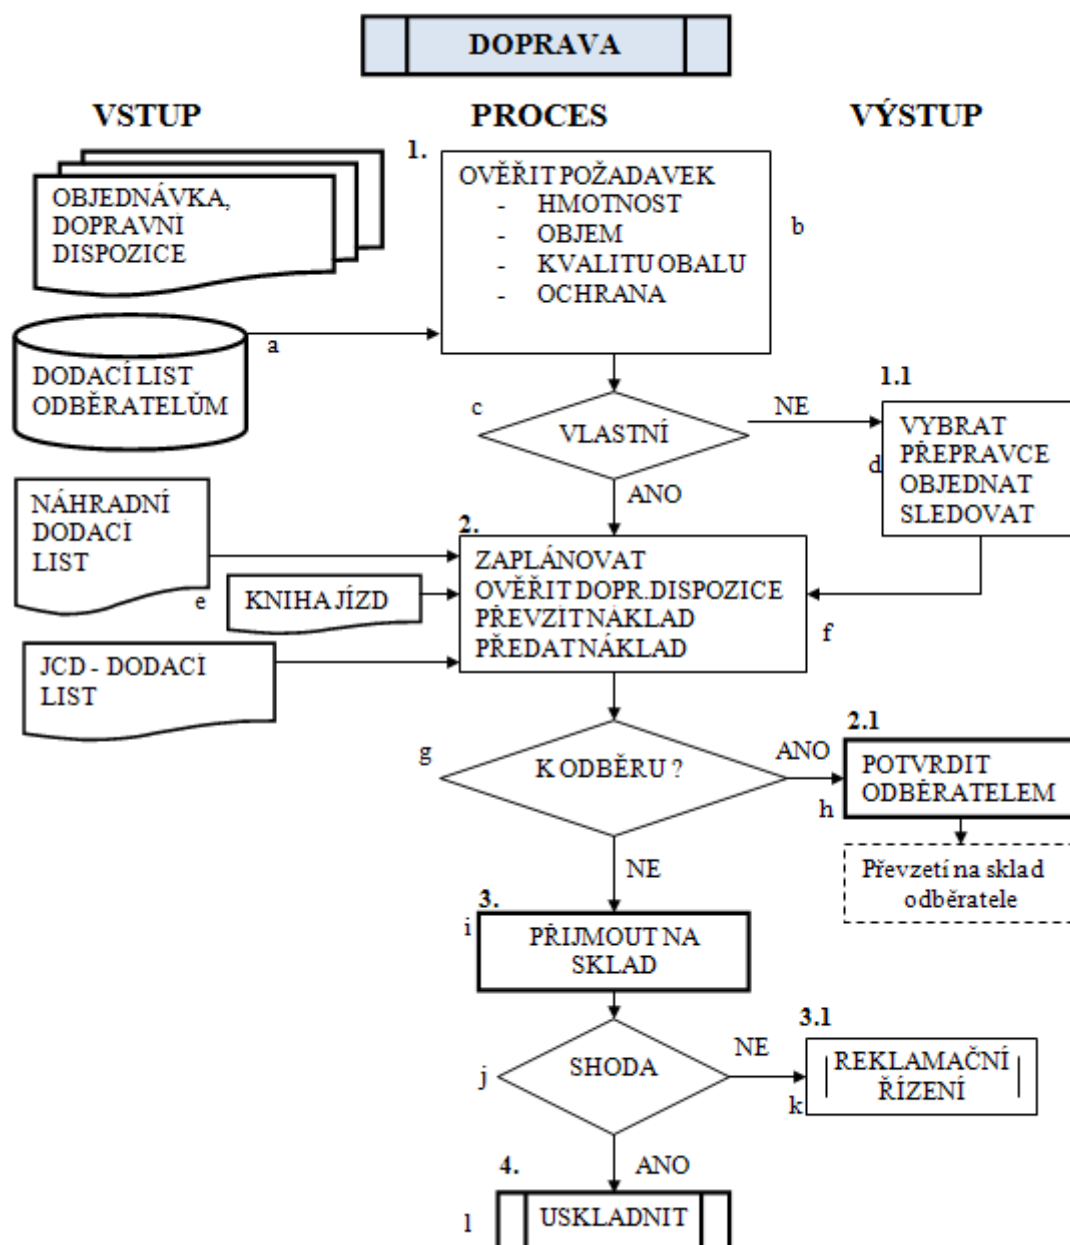 DOPRAVA
VSTUP
PROCES
VÝSTUP
1.
OBJEDNÁVKA,
DOPRAVNÍ
DISPOZICE
OVĚŘIT POŽADAVEK
- HMOTNOST
- OBJEM
- KVALITU OBALU
- OCHRANA
b
a
DODACÍ LIST
ODBĚRATELŮM
c
VLASTNÍ
NE
1.1
VYBRAT
PŘEPRAVCE
OBJEDNAT
SLEDOVAT
d
ANO
NÁHRADNÍ
DODACÍ
LIST
e
KNIHA JÍZD
JCD - DODACÍ
LIST
2.
ZAPLÁNOVAT
OVĚŘIT DOPR.DISPOZICE
PŘEVZÍT NÁKLAD
PŘEDAT NÁKLAD
f
g
K ODBĚRU ?
ANO
2.1
POTVRDIT
ODBĚRATELEM
h
Převzetí na sklad
odběratele
NE
3.
i
PŘIJMOUT NA
SKLAD
j
SHODA
NE
3.1
REKLAMAČNÍ
ŘÍZENÍ
k
ANO
4.
l
USKLADNIT